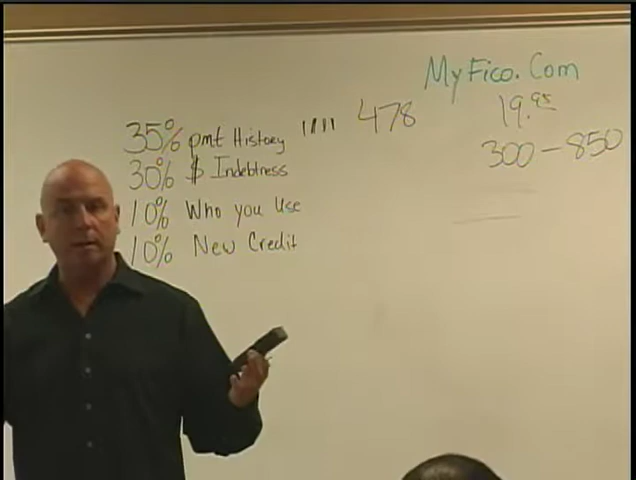 MyFico.Com
19.95
300 - 850
35% pmt History IIII 478
30% $ Indebtness
10% Who you Use
10% New Credit